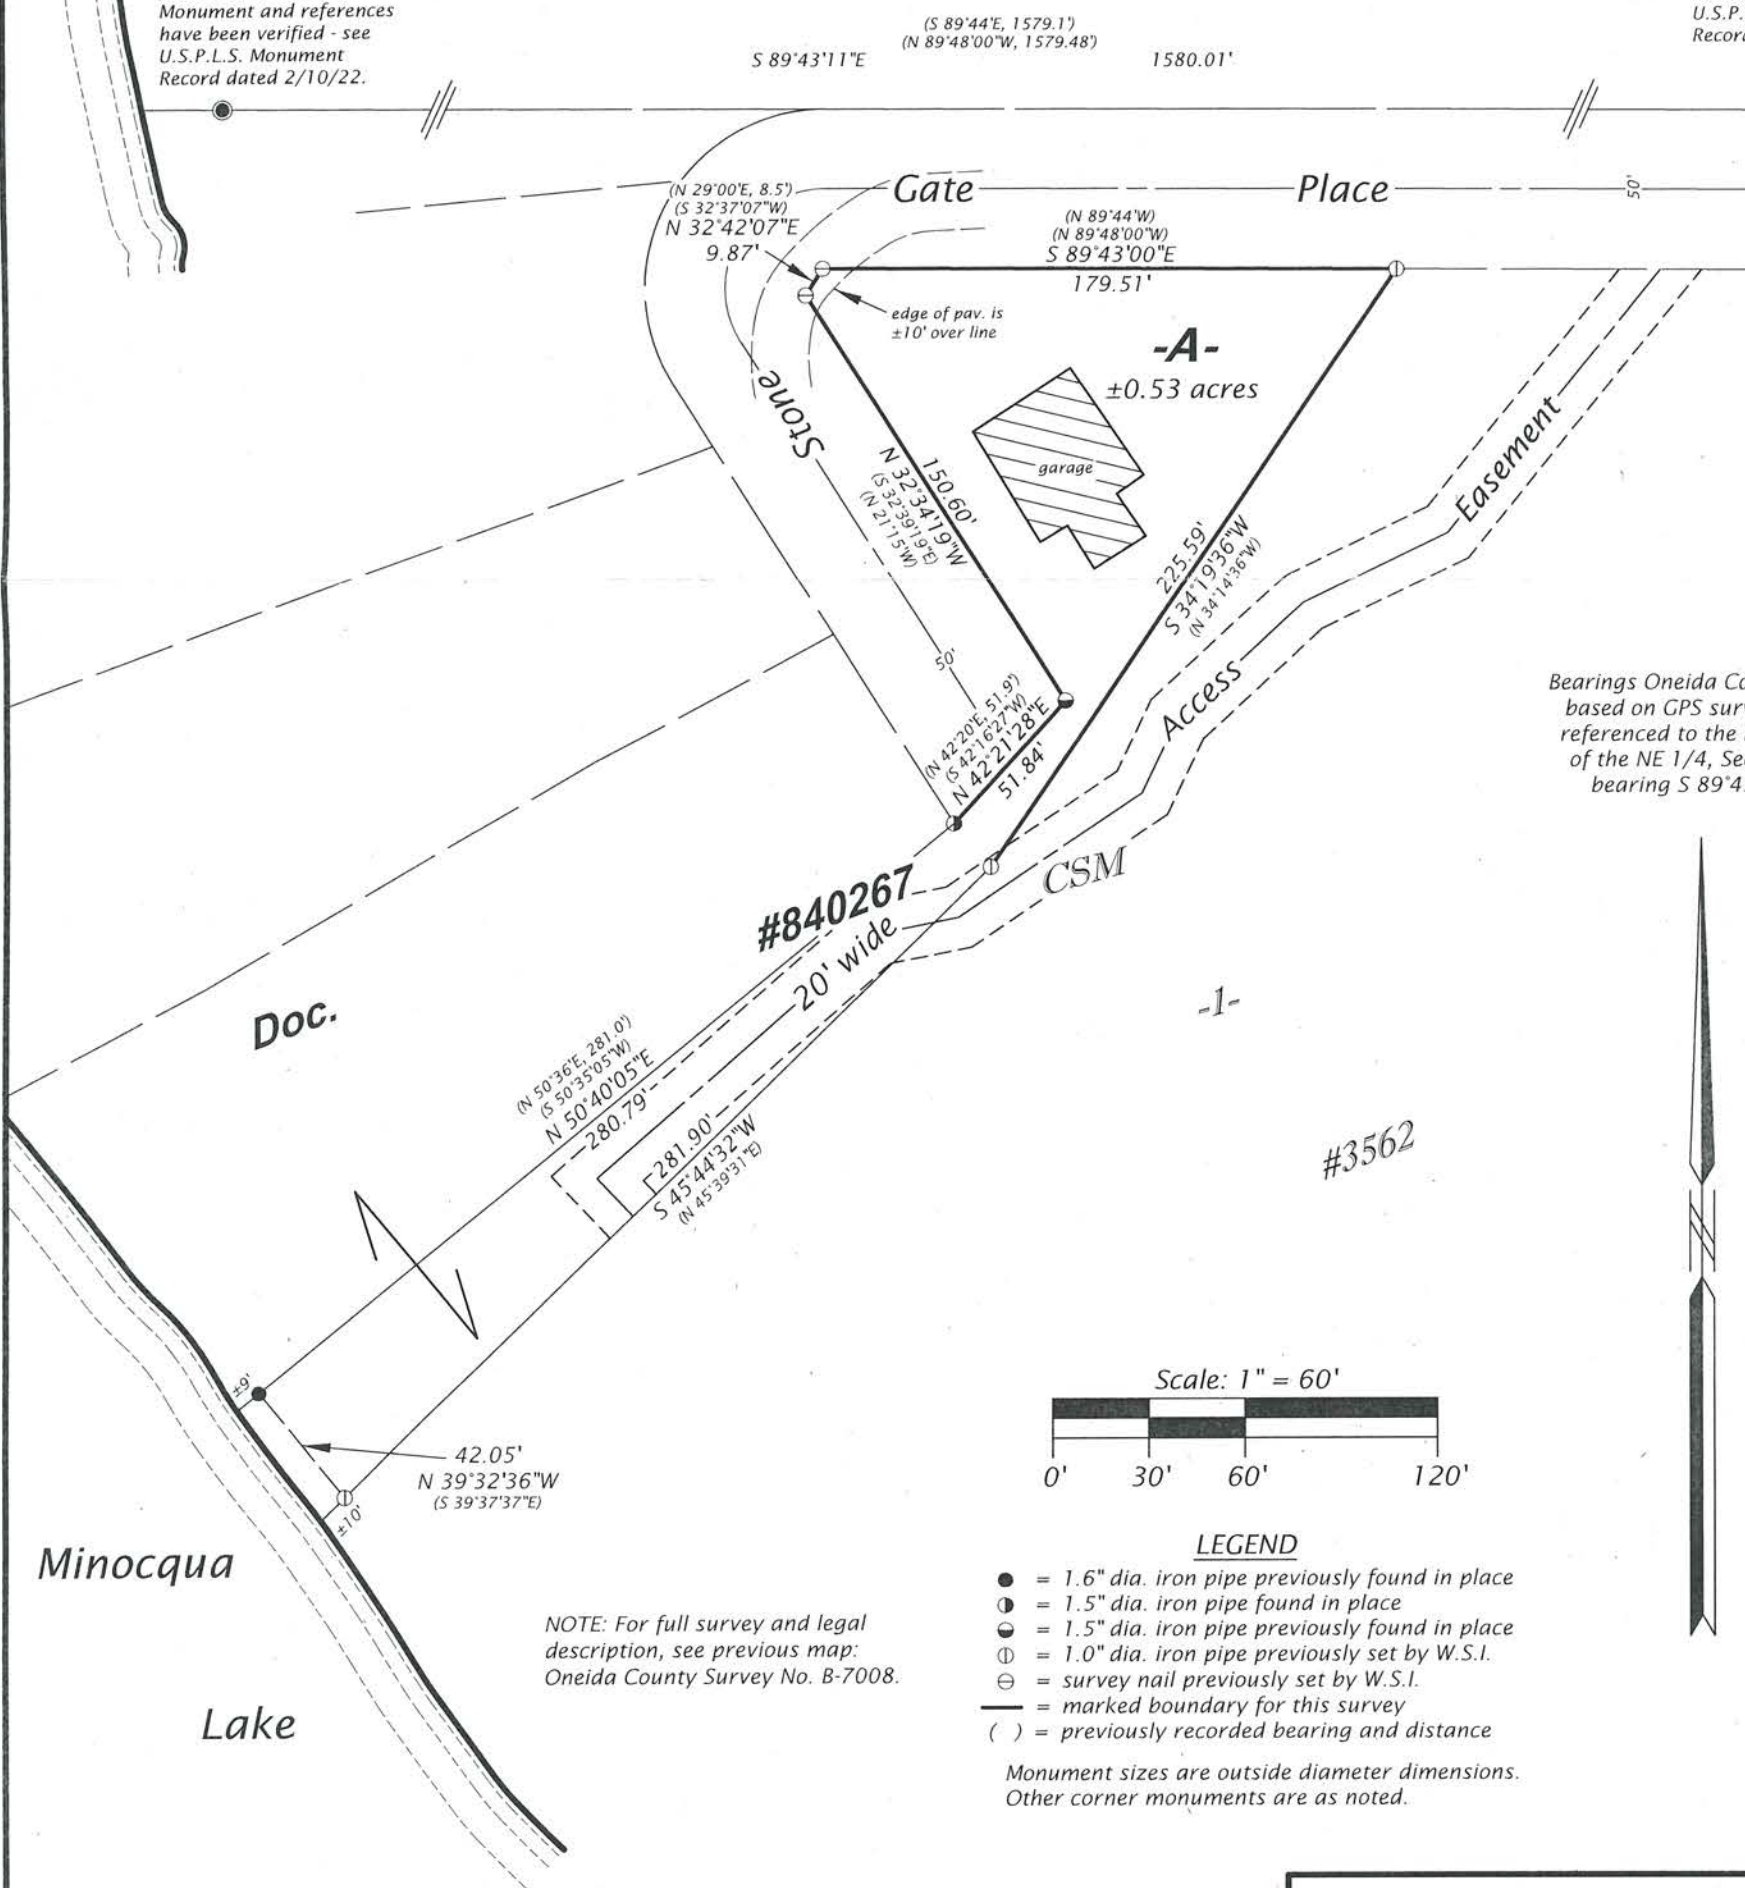 Monument and references
have been verified - see
U.S.P.L.S. Monument
Record dated 2/10/22.
(S 89°44'E, 1579.1')
(N 89°48'00"W, 1579.48')
S 89°43'11"E 1580.01'
U.S.P.
Record
Gate Place
50'
(N 29°00'E, 8.5')
(S 32°37'07"W)
N 32°42'07"E
9.87'
(N 89°44'W)
(N 89°48'00"W)
S 89°43'00"E
179.51'
edge of pav. is
±10' over line
-A-
±0.53 acres
garage
Stone
150.60'
N 32°34'19"W
(S 32°39'19"E)
(N 21°15'W)
225.59'
S 34°19'36"W
(N 34°14'36"W)
50'
(N 42°20'E, 51.9')
(S 42°16'27"W)
N 42°21'28"E
51.84'
20' wide Access Easement
Bearings Oneida Co
based on GPS surv
referenced to the
of the NE 1/4, Se
bearing S 89°4
Doc. #840267
CSM
-1-
#3562
(N 50°36'E, 281.0')
(S 50°35'05"W)
N 50°40'05"E
280.79'
281.90'
S 45°44'32"W
(N 45°39'31"E)
±9'
42.05'
N 39°32'36"W
(S 39°37'37"E)
±10'
Minocqua
Lake
Scale: 1" = 60'
0' 30' 60' 120'
LEGEND
= 1.6" dia. iron pipe previously found in place
= 1.5" dia. iron pipe found in place
= 1.5" dia. iron pipe previously found in place
= 1.0" dia. iron pipe previously set by W.S.I.
= survey nail previously set by W.S.I.
= marked boundary for this survey
( ) = previously recorded bearing and distance
Monument sizes are outside diameter dimensions.
Other corner monuments are as noted.
NOTE: For full survey and legal
description, see previous map:
Oneida County Survey No. B-7008.